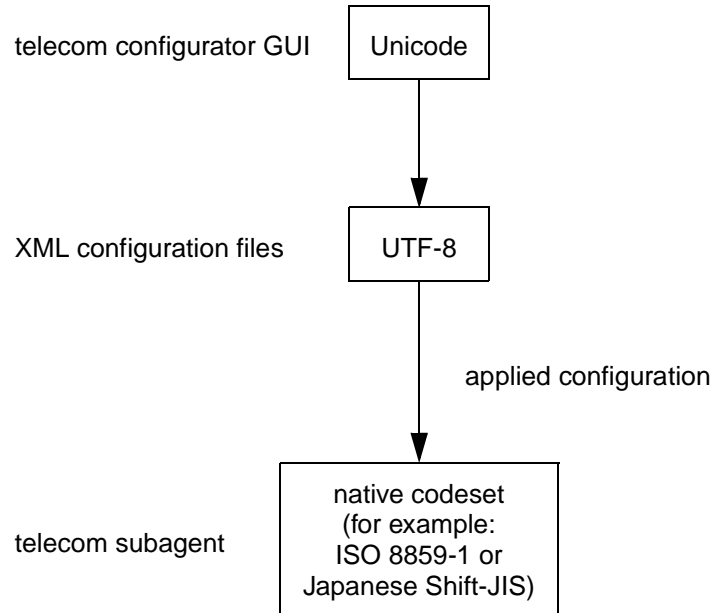 telecom configurator GUI
Unicode
XML configuration files
UTF-8
applied configuration
native codeset
(for example:
telecom subagent
ISO 8859-1 or
Japanese Shift-JIS)